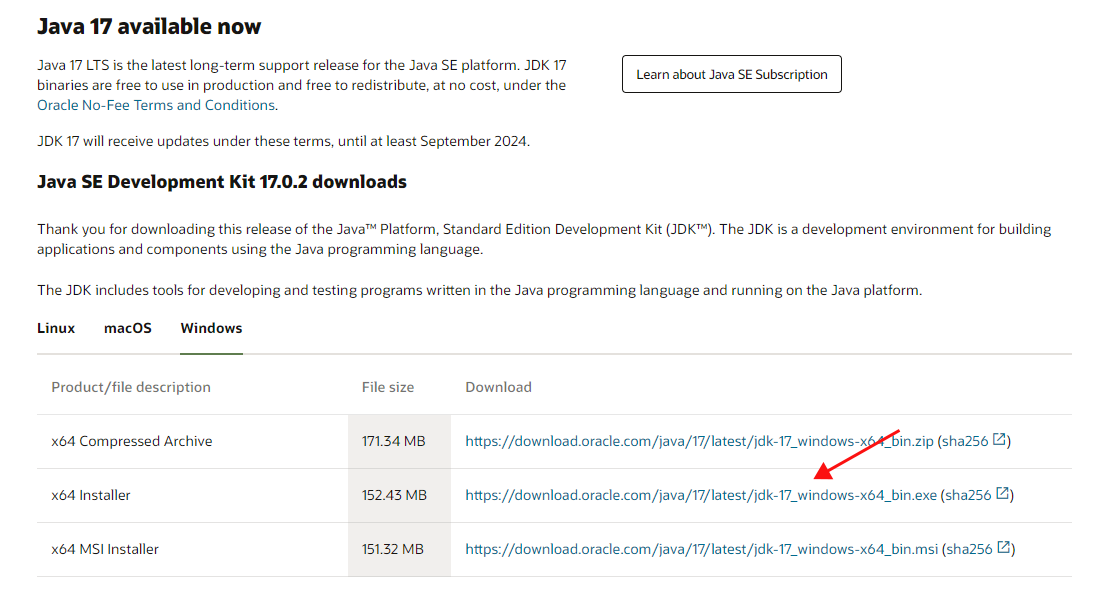 Java 17 available now
Java 17 LTS is the latest long-term support release for the Java SE platform. JDK 17
binaries are free to use in production and free to redistribute, at no cost, under the
Oracle No-Fee Terms and Conditions.
Learn about Java SE Subscription
JDK 17 will receive updates under these terms, until at least September 2024.
Java SE Development Kit 17.0.2 downloads
Thank you for downloading this release of the Java™ Platform, Standard Edition Development Kit (JDK™). The JDK is a development environment for building
applications and components using the Java programming language.
The JDK includes tools for developing and testing programs written in the Java programming language and running on the Java platform.
Linux macOS Windows
Product/file description File size Download
x64 Compressed Archive 171.34 MB https://download.oracle.com/java/17/latest/jdk-17_windows-x64_bin.zip (sha256)
x64 Installer 152.43 MB https://download.oracle.com/java/17/latest/jdk-17_windows-x64_bin.exe (sha256)
x64 MSI Installer 151.32 MB https://download.oracle.com/java/17/latest/jdk-17_windows-x64_bin.msi (sha256)